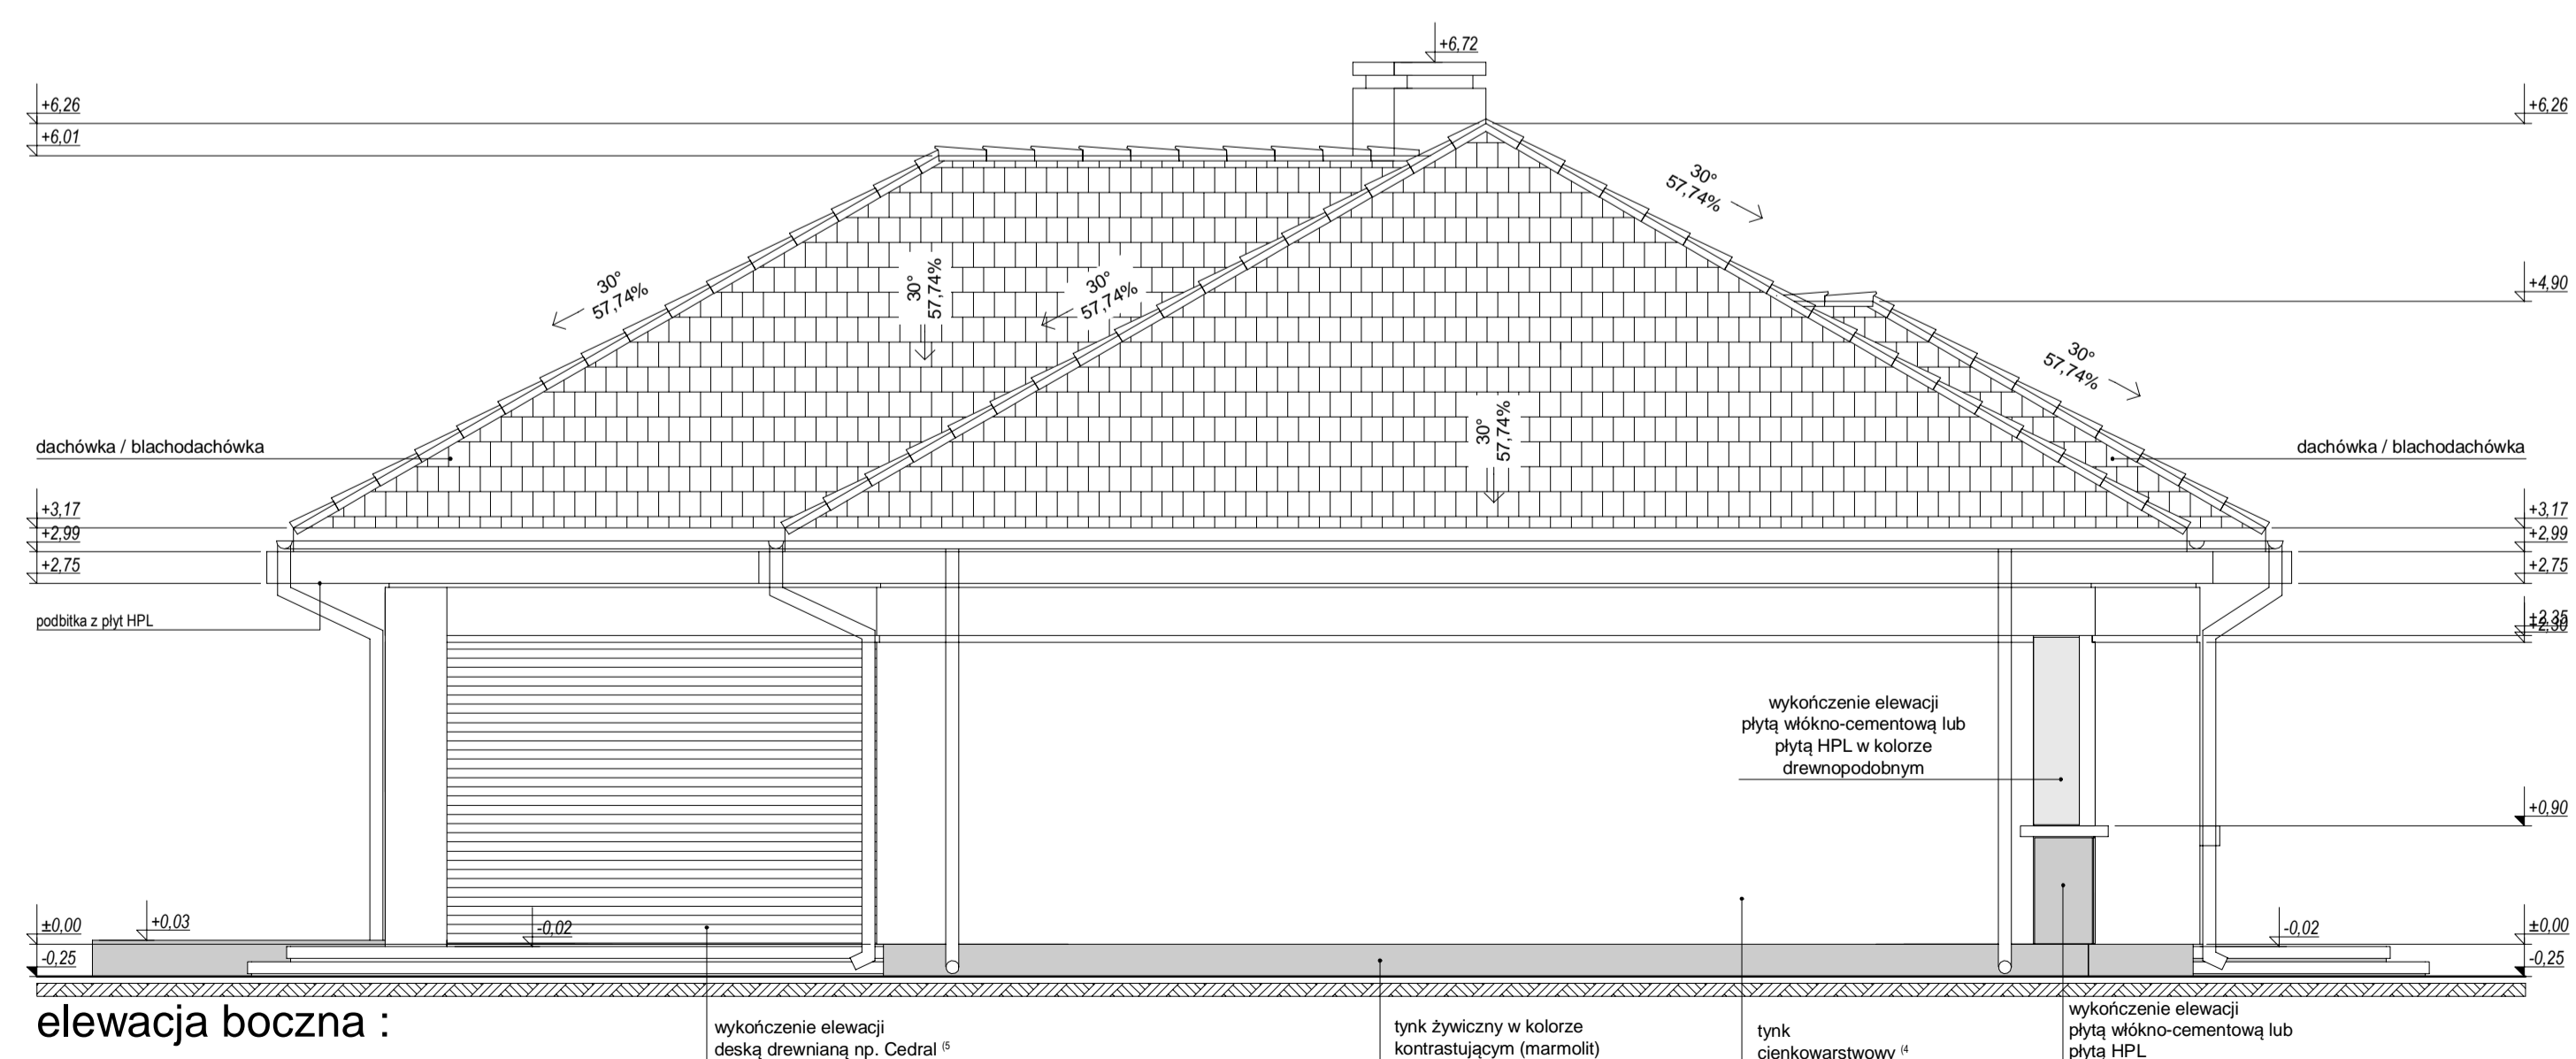 +6,72
+6,26
+6,26
+6,01
30°
57,74%
30°
57,74%
30°
57,74%
30°
57,74%
+4,90
30°
57,74%
30°
57,74%
dachówka / blachodachówka
dachówka / blachodachówka
+3,17
+3,17
+2,99
+2,99
+2,75
+2,75
podbitka z płyt HPL
+2,35
+2,30
wykończenie elewacji
płytą włókno-cementową lub
płytą HPL w kolorze
drewnopodobnym
+0,90
±0,00
+0,03
-0,02
-0,02
±0,00
-0,25
-0,25
elewacja boczna :
wykończenie elewacji
deską drewnianą np. Cedral (5
tynk żywiczny w kolorze
kontrastującym (marmolit)
tynk
cienkowarstwowy (4
wykończenie elewacji
płytą włókno-cementową lub
płytą HPL